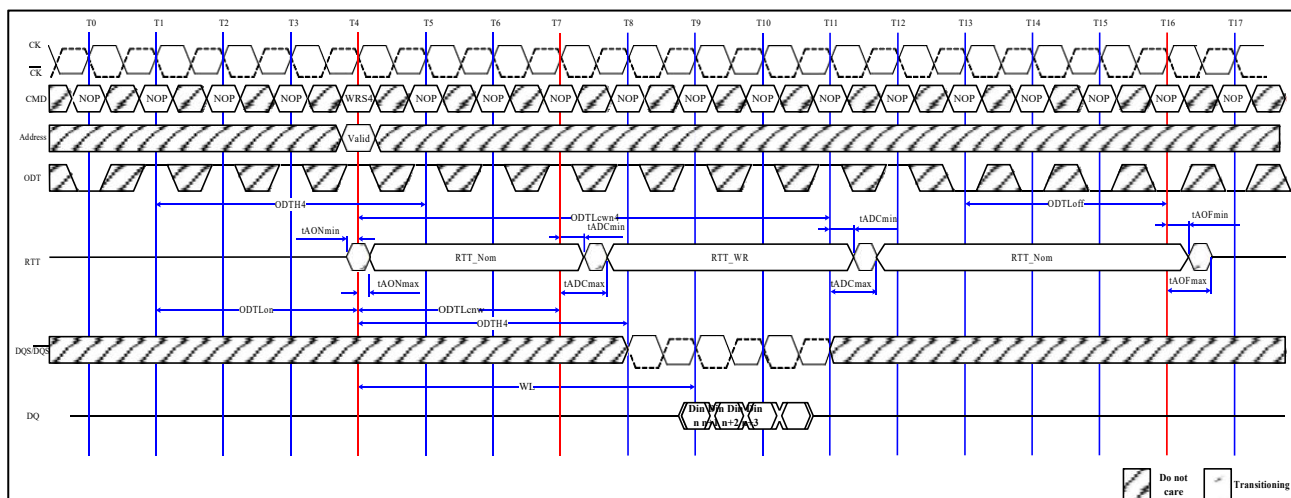 T0 T1 T2 T3 T4 T5 T6 T7 T8 T9 T10 T11 T12 T13 T14 T15 T16 T17
CK
CK
CMD NOP NOP NOP NOP WRS4 NOP NOP NOP NOP NOP NOP NOP NOP NOP NOP NOP NOP NOP
Address Valid
ODT
ODTH4 ODTLoff
ODTLcwn4
tADCmin tADCmin tAOFmin
tAONmin
RTT RTT_Nom RTT_WR RTT_Nom
tAONmax tADCmax tADCmax tAOFmax
ODTLon ODTLcnw
ODTH4
DQS/DQS
WL
DQ Din Din Din Din
n n+1 n+2 n+3
Do not
care
Transitioning